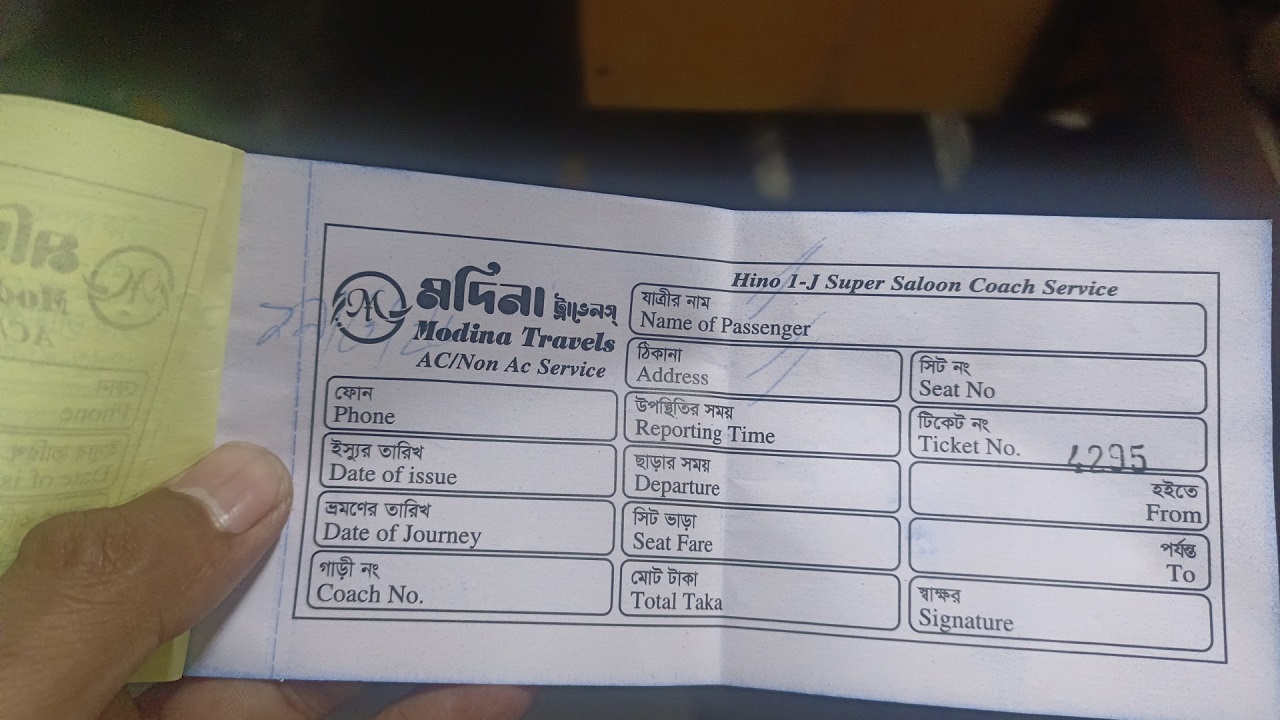 মদিনা ট্রাভেলস্
Modina Travels
AC/Non Ac Service
Hino 1-J Super Saloon Coach Service
যাত্রীর নাম
Name of Passenger
ঠিকানা
Address
সিট নং
Seat No
ফোন
Phone
উপস্থিতির সময়
Reporting Time
টিকেট নং
Ticket No. 4295
ইস্যুর তারিখ
Date of issue
ছাড়ার সময়
Departure
হইতে
From
ভ্রমণের তারিখ
Date of Journey
সিট ভাড়া
Seat Fare
পর্যন্ত
To
গাড়ী নং
Coach No.
মোট টাকা
Total Taka
স্বাক্ষর
Signature